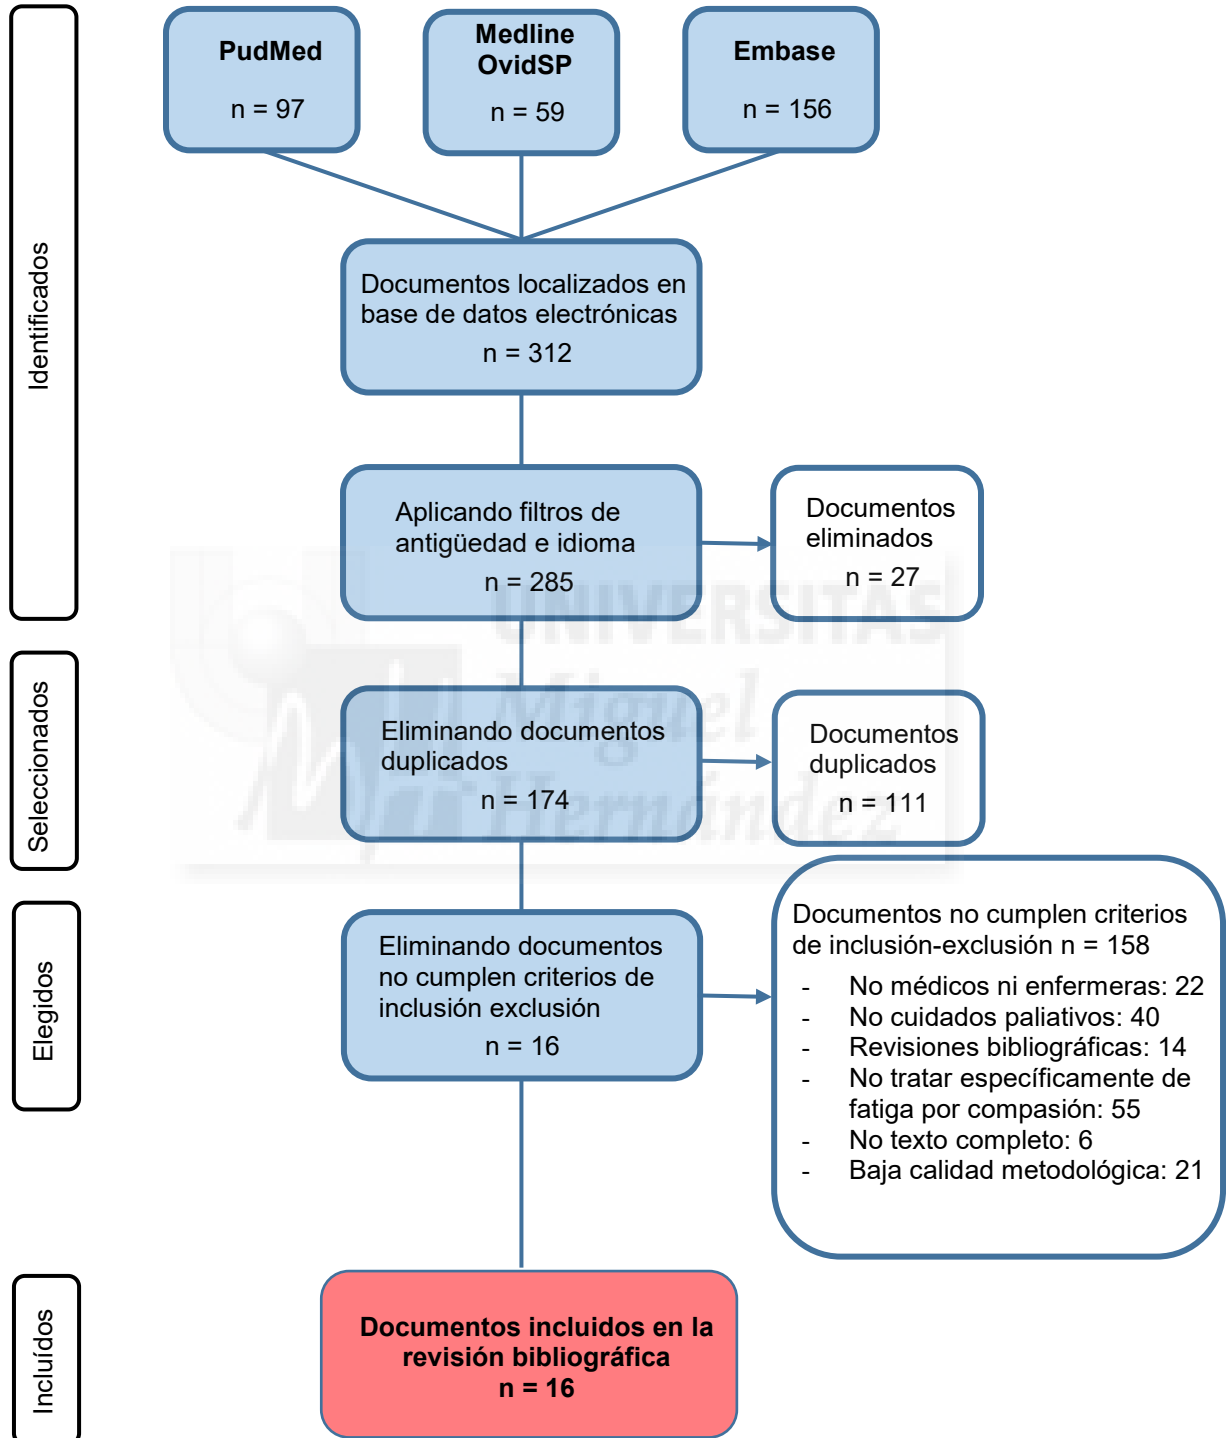 Identificados
PudMed
n = 97
Medline
OvidSP
n = 59
Embase
n = 156
Documentos localizados en
base de datos electrónicas
n = 312
Aplicando filtros de
antigüedad e idioma
n = 285
Documentos
eliminados
n = 27
UNIVERSITAS
Miguel
Hernández
Seleccionados
Eliminando documentos
duplicados
n = 174
Documentos
duplicados
n = 111
Elegidos
Eliminando documentos
no cumplen criterios de
inclusión exclusión
n = 16
Documentos no cumplen criterios
de inclusión-exclusión n = 158
- No médicos ni enfermeras: 22
- No cuidados paliativos: 40
- Revisiones bibliográficas: 14
- No tratar específicamente de
fatiga por compasión: 55
- No texto completo: 6
- Baja calidad metodológica: 21
Incluídos
Documentos incluidos en la
revisión bibliográfica
n = 16